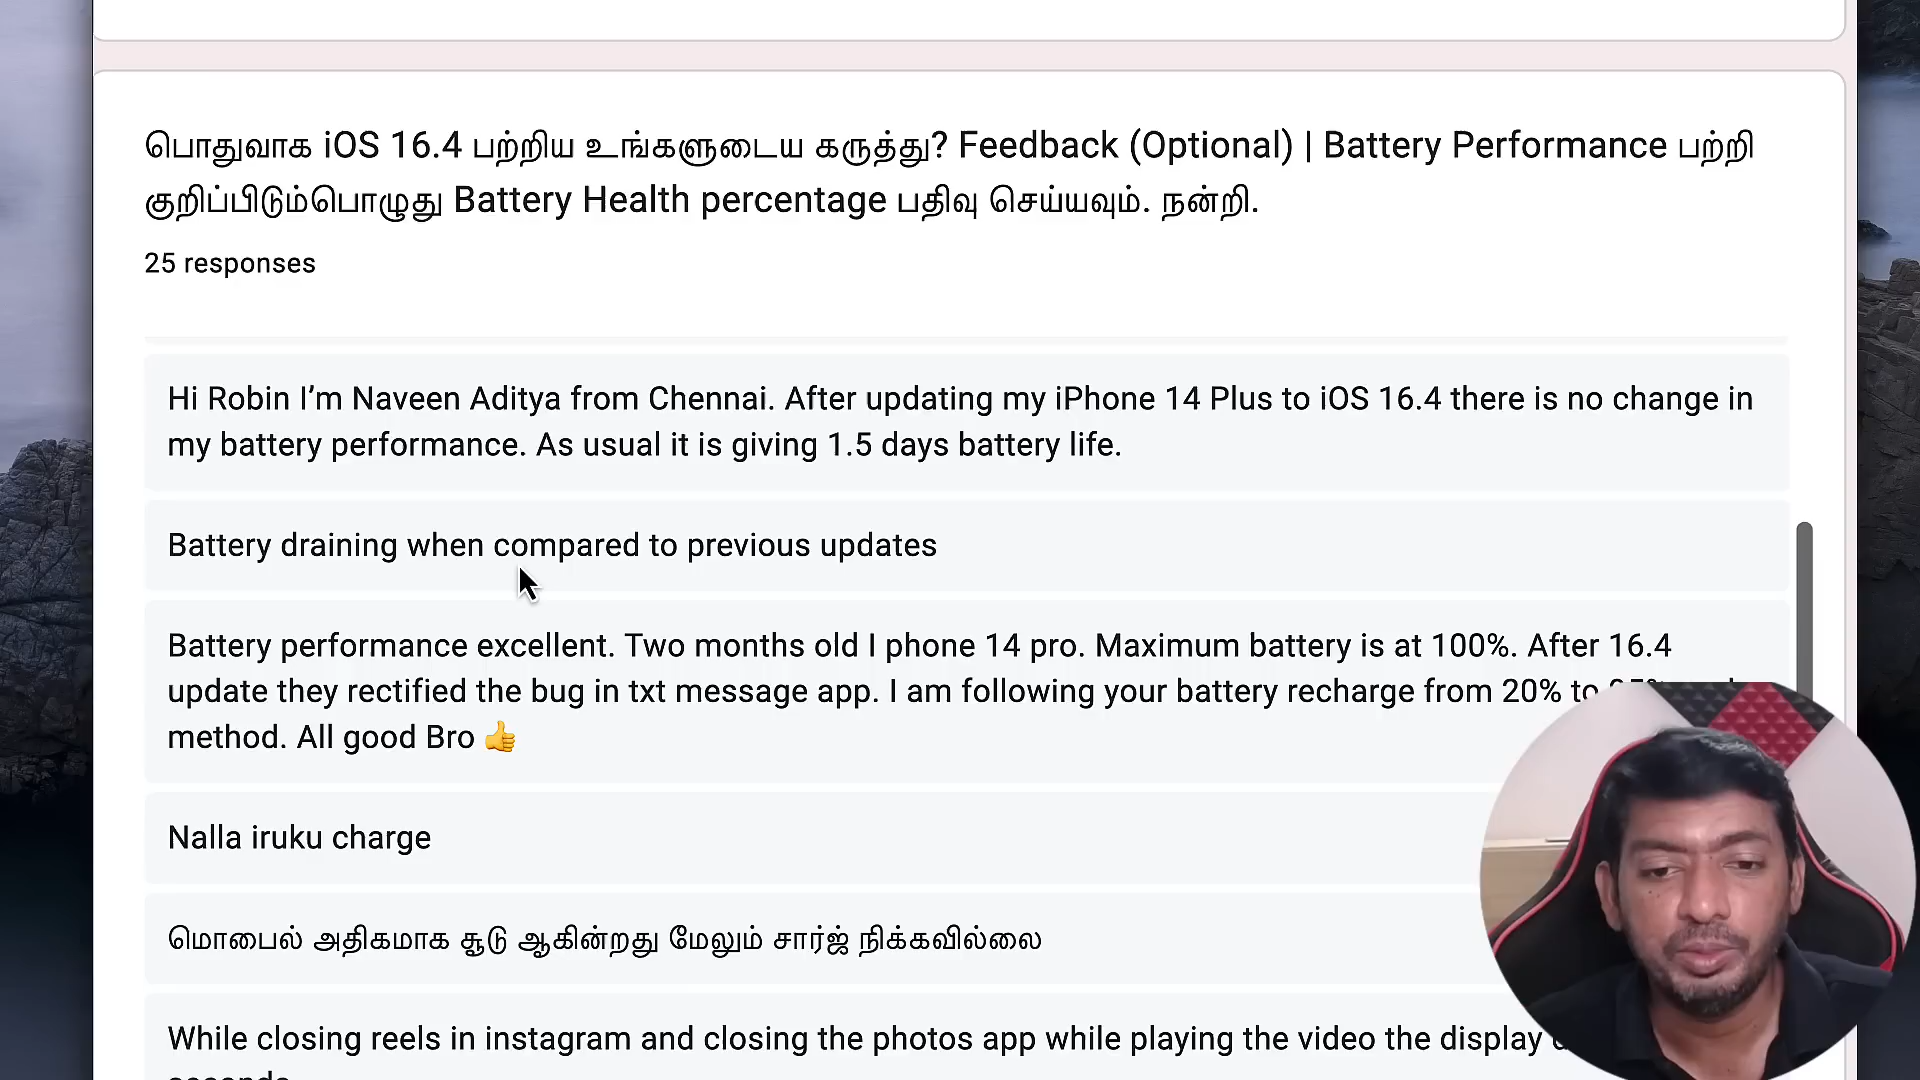 பொதுவாக iOS 16.4 பற்றிய உங்களுடைய கருத்து? Feedback (Optional) | Battery Performance பற்றி
குறிப்பிடும்பொழுது Battery Health percentage பதிவு செய்யவும். நன்றி.
25 responses
Hi Robin I’m Naveen Aditya from Chennai. After updating my iPhone 14 Plus to iOS 16.4 there is no change in
my battery performance. As usual it is giving 1.5 days battery life.
Battery draining when compared to previous updates
Battery performance excellent. Two months old I phone 14 pro. Maximum battery is at 100%. After 16.4
update they rectified the bug in txt message app. I am following your battery recharge from 20% to
method. All good Bro 👍
Nalla iruku charge
மொபைல் அதிகமாக சூடு ஆகின்றது மேலும் சார்ஜ் நிக்கவில்லை
While closing reels in instagram and closing the photos app while playing the video the display